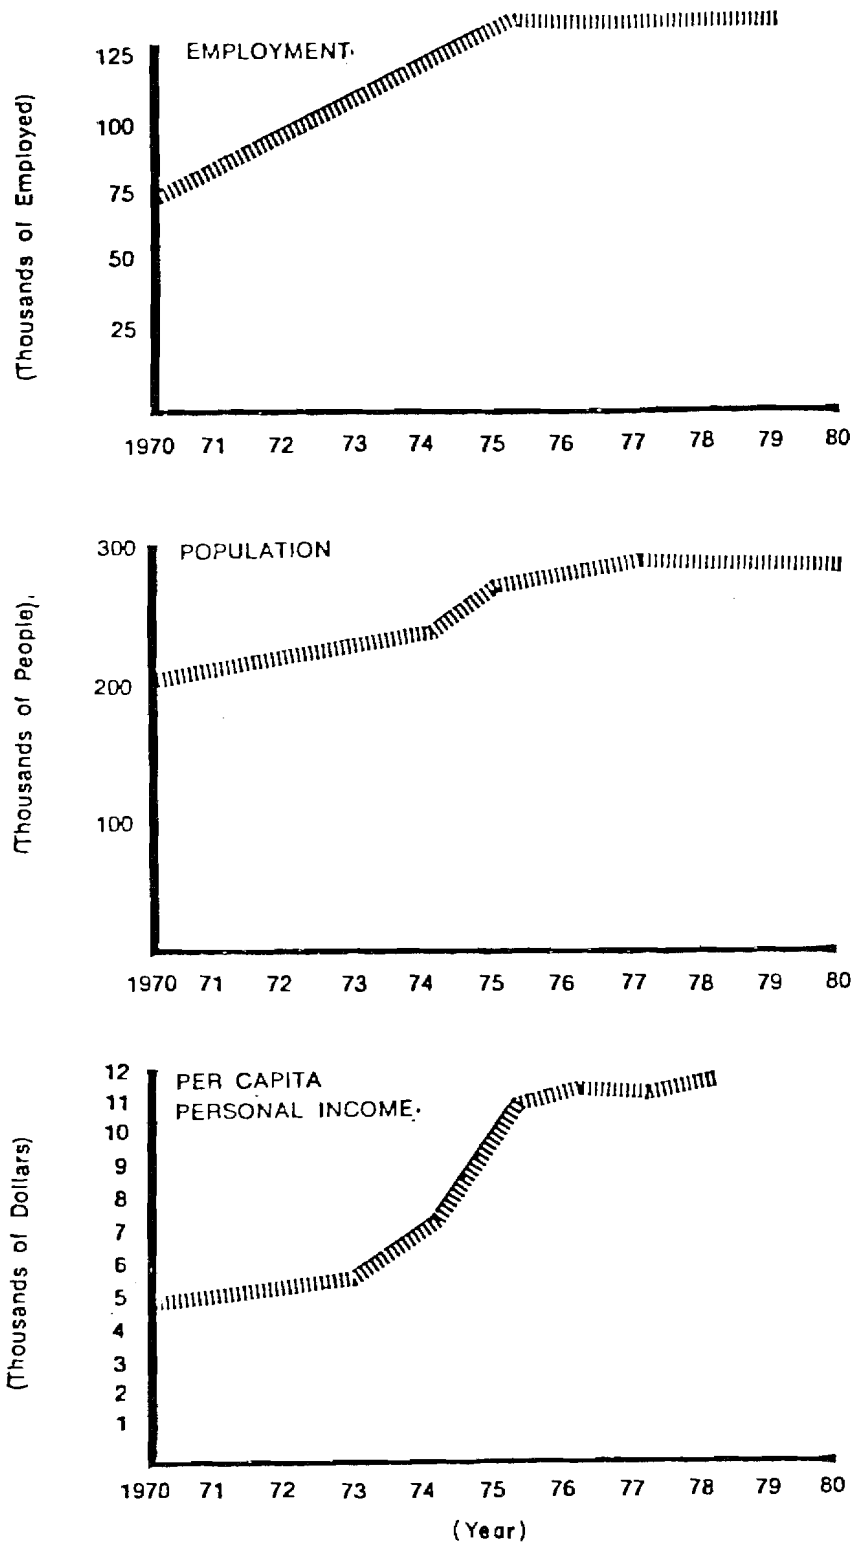 EMPLOYMENT
(Thousands of Employed)
125
100
75
50
25
1970 71 72 73 74 75 76 77 78 79 80
POPULATION
(Thousands of People)
300
200
100
1970 71 72 73 74 75 76 77 78 79 80
PER CAPITA
PERSONAL INCOME
(Thousands of Dollars)
12
11
10
9
8
7
6
5
4
3
2
1
1970 71 72 73 74 75 76 77 78 79 80
(Year)